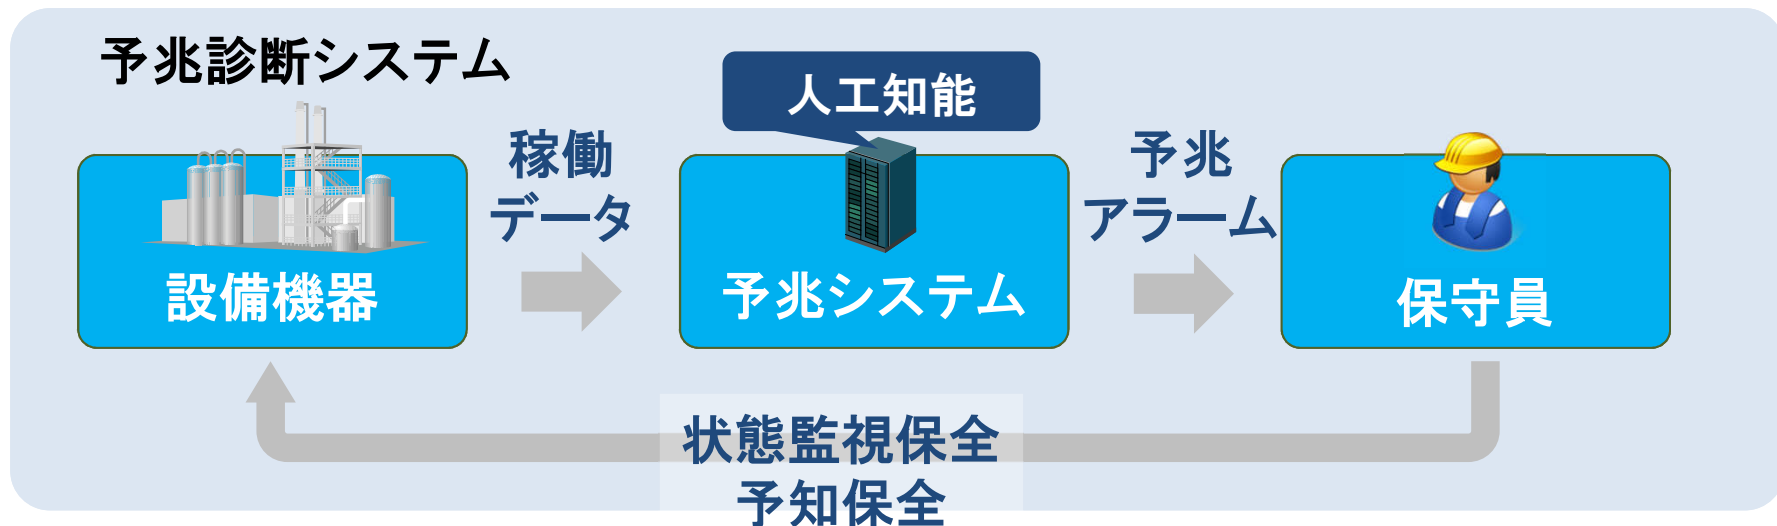 予兆診断システム
人工知能
稼働
データ
予兆
アラーム
設備機器
予兆システム
保守員
状態監視保全
予知保全